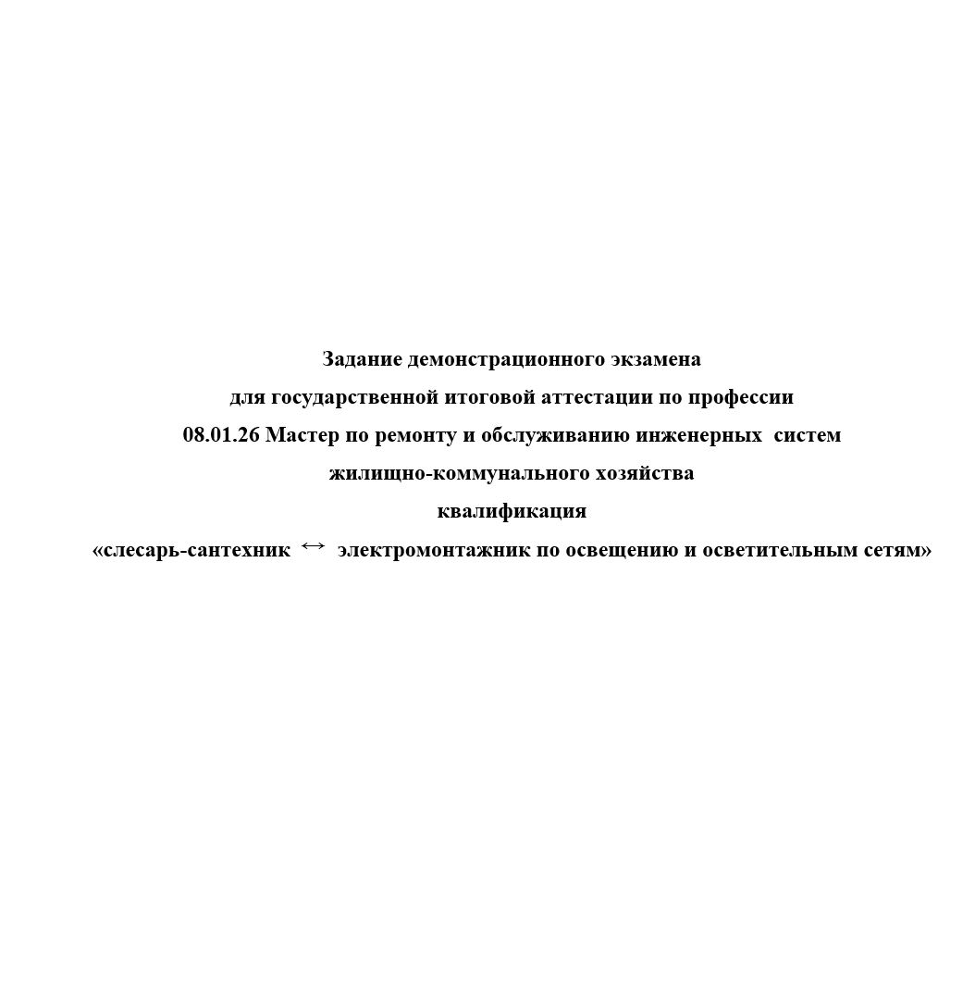 Задание демонстрационного экзамена
для государственной итоговой аттестации по профессии
08.01.26 Мастер по ремонту и обслуживанию инженерных  систем
жилищно-коммунального хозяйства
квалификация
«слесарь-сантехник ↔ электромонтажник по освещению и осветительным сетям»